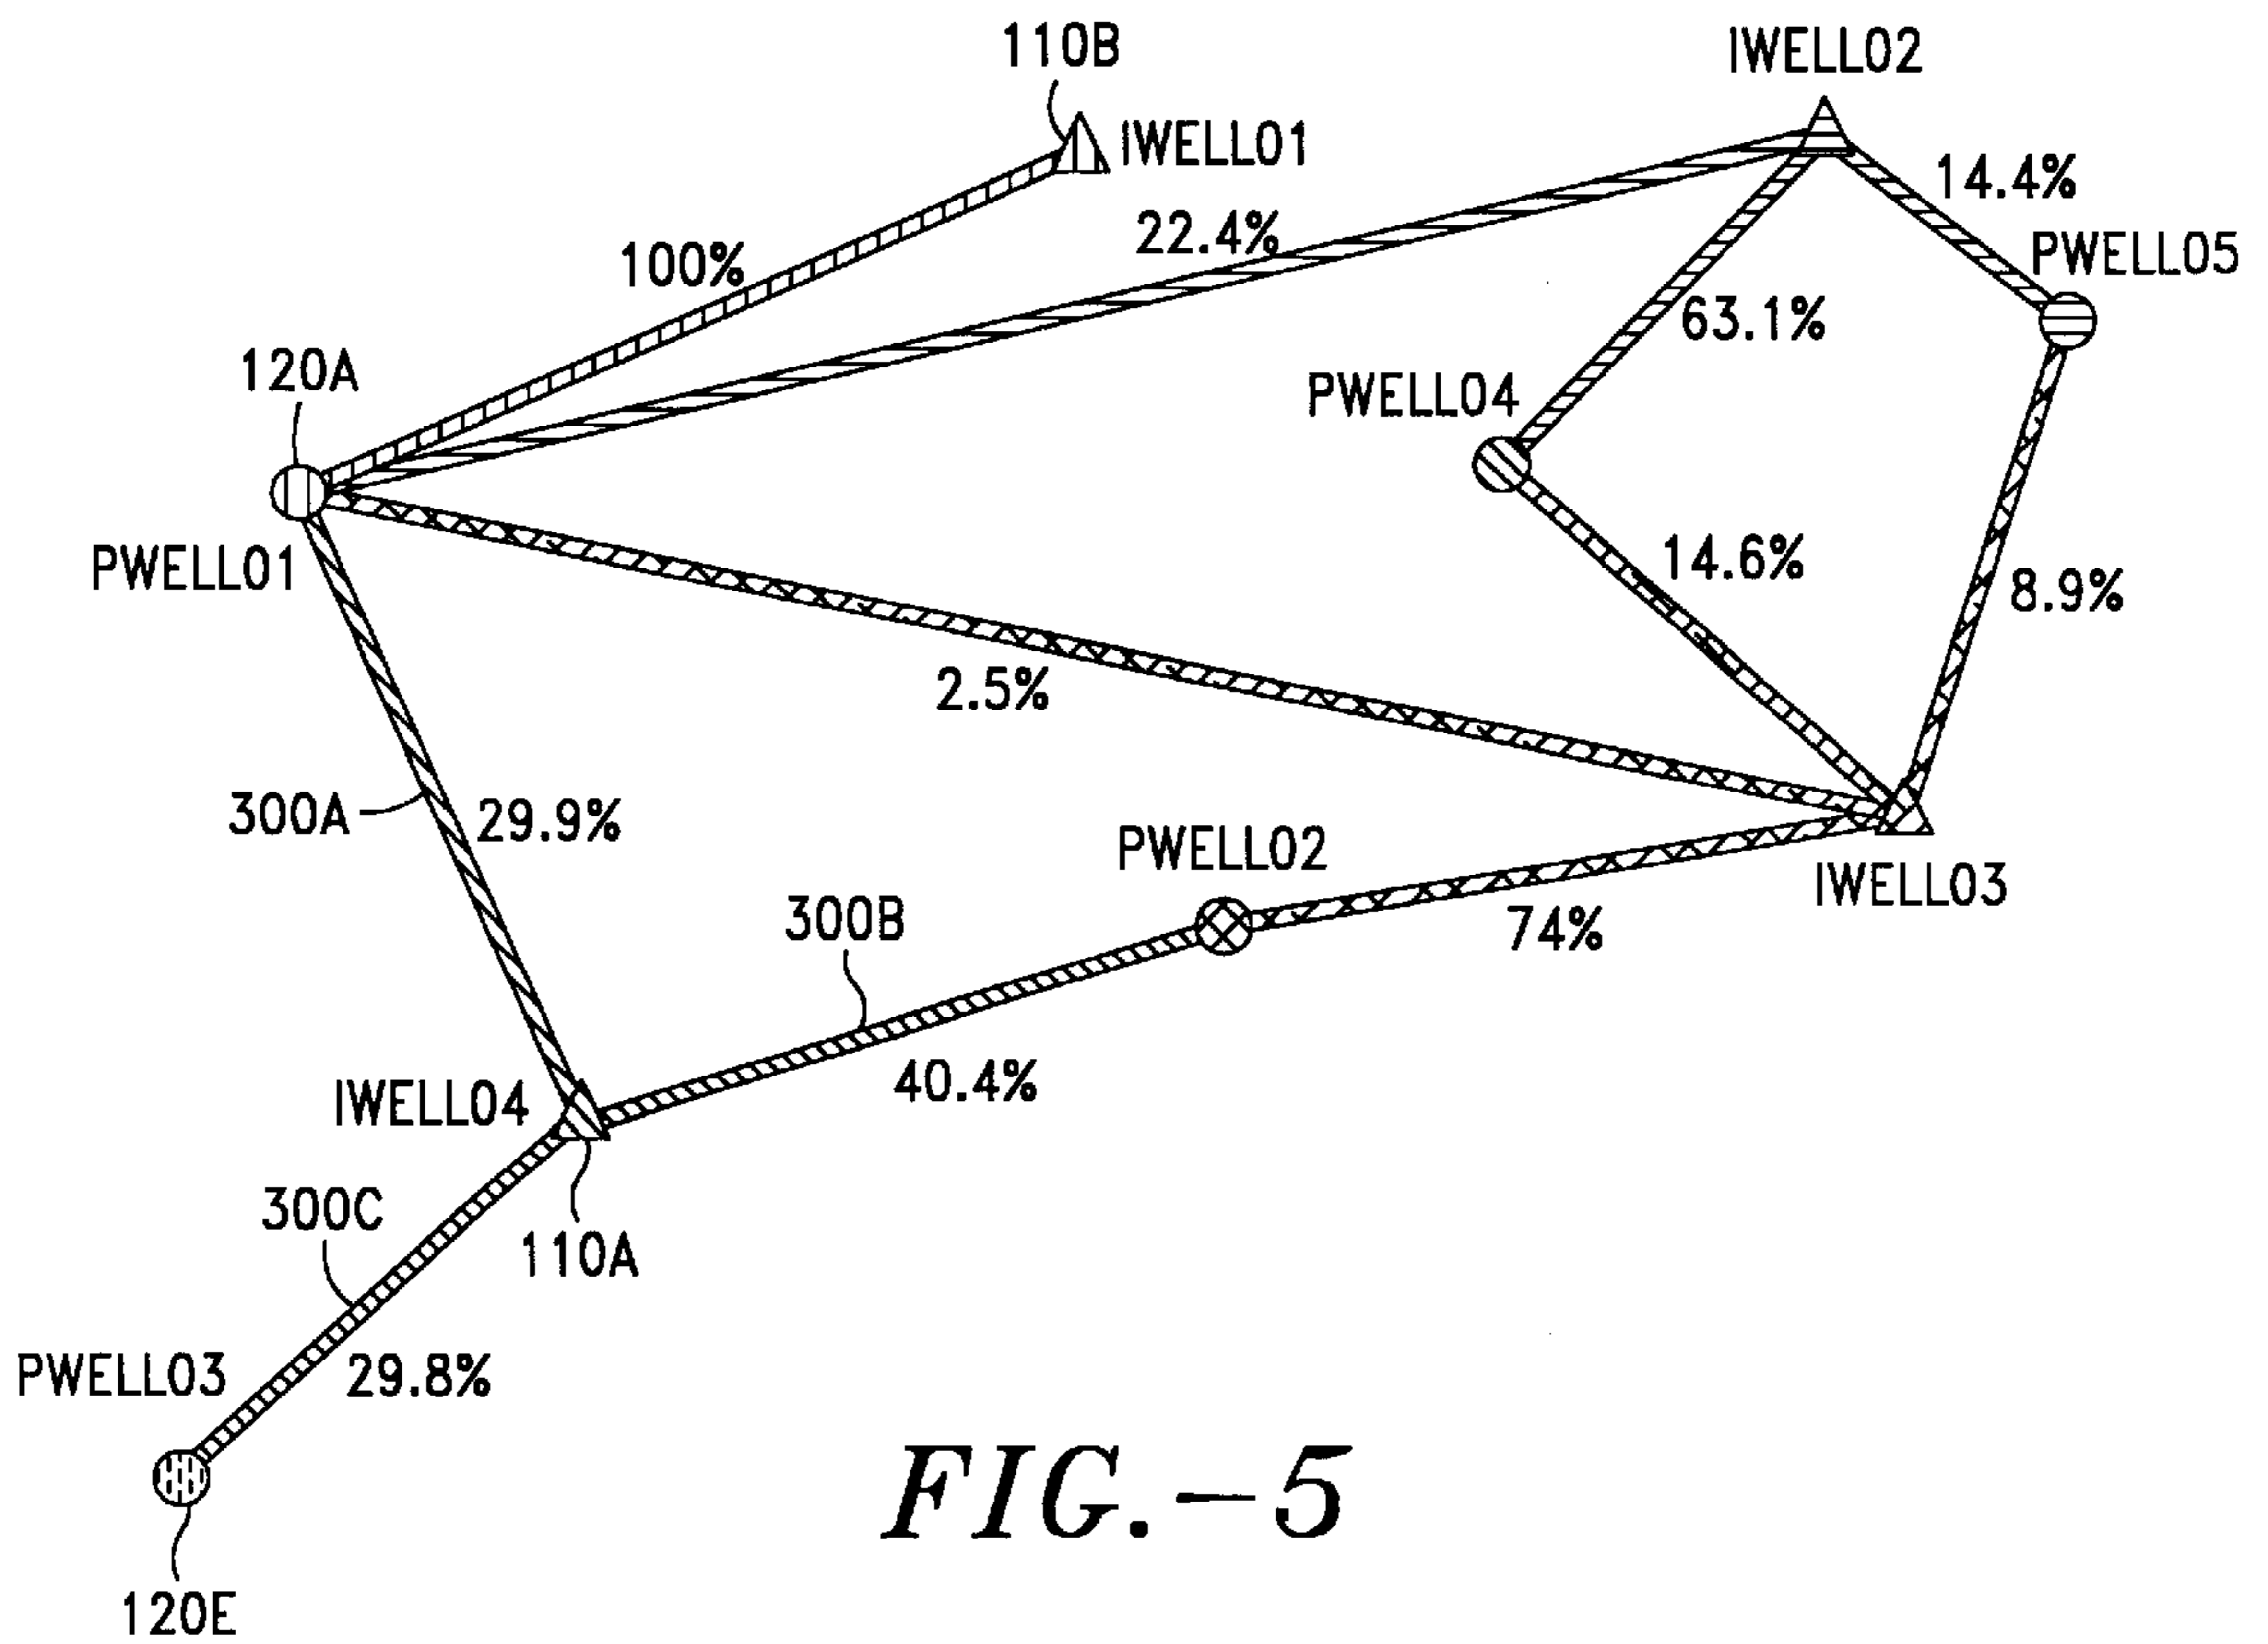 110B
IWELL02
IWELL01
14.4%
22.4%
PWELL05
100%
63.1%
120A
PWELL04
PWELL01
14.6%
8.9%
2.5%
300A
29.9%
PWELL02
IWELL03
300B
74%
40.4%
IWELL04
300C
110A
PWELL03
29.8%
FIG.-5
120E